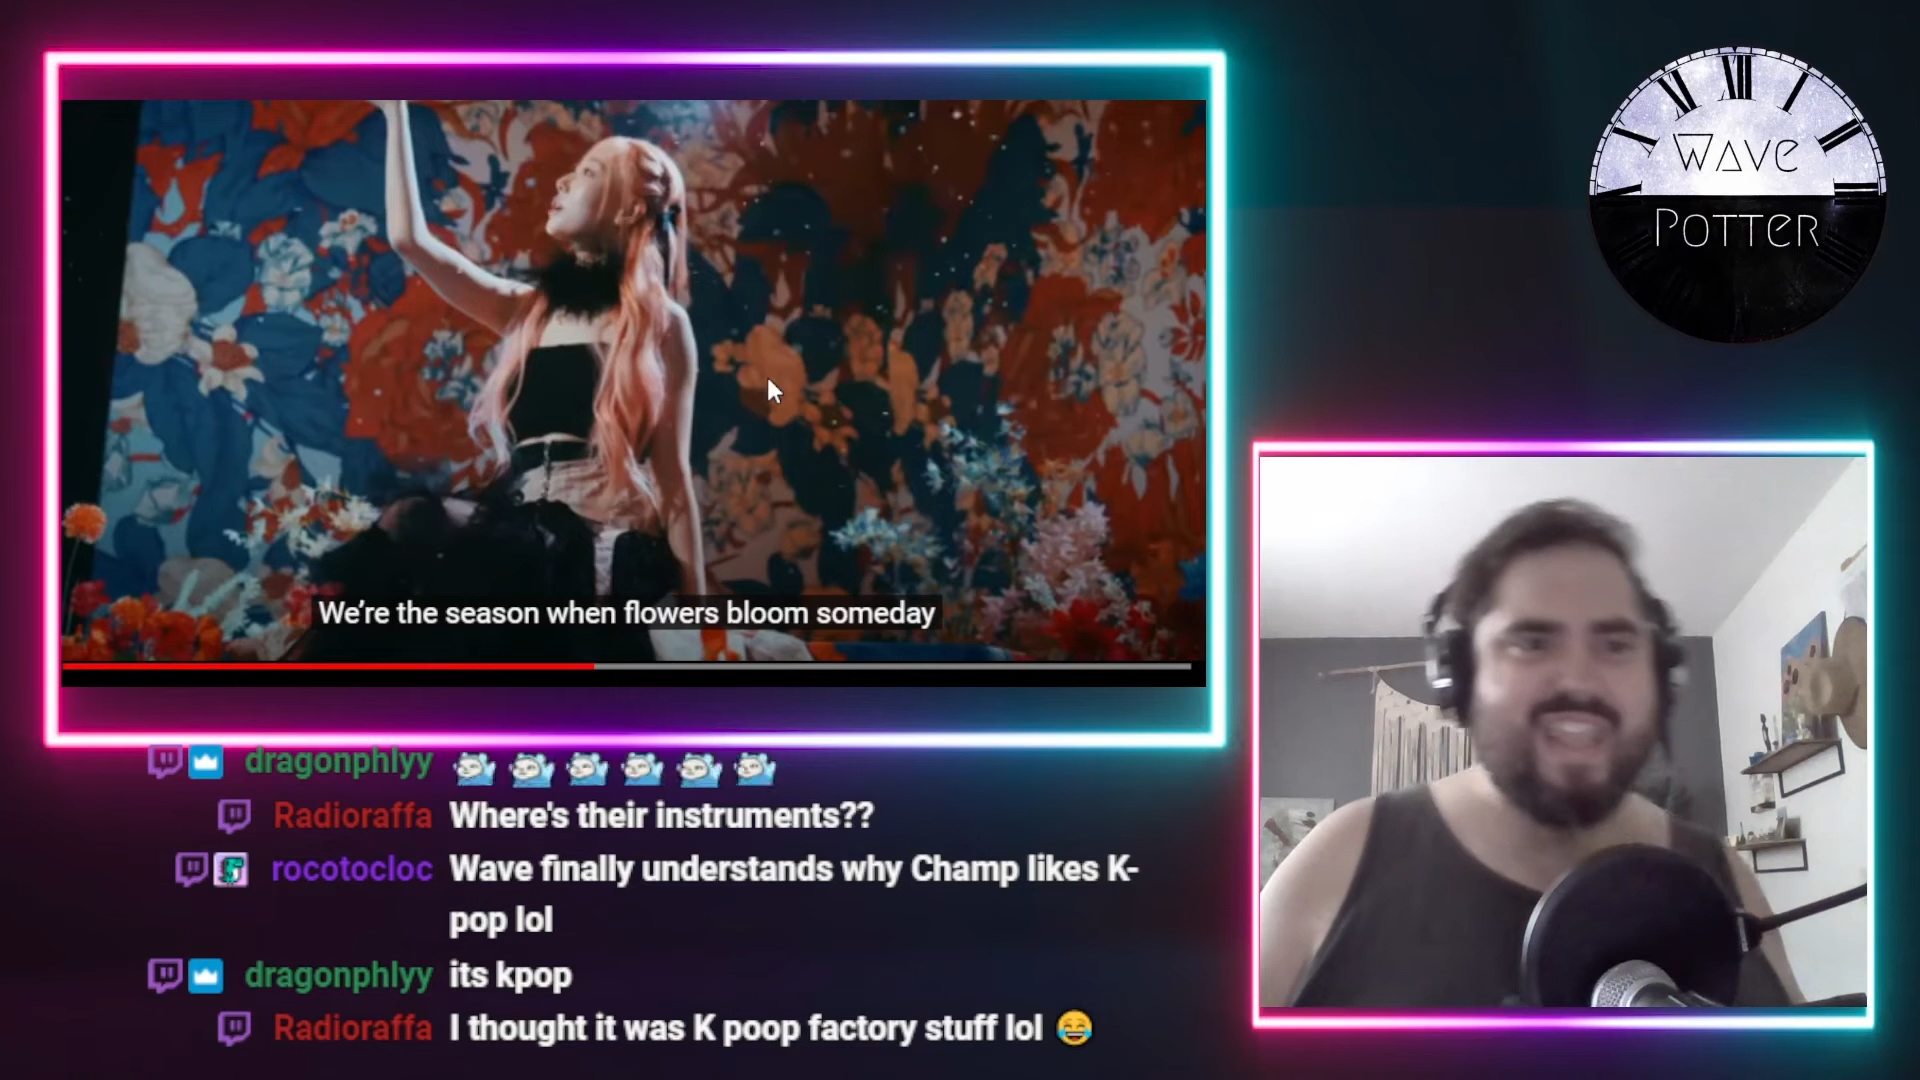 WAVE
POTTER
We're the season when flowers bloom someday
dragonphlyy
Radioraffa Where's their instruments??
rocotocloc Wave finally understands why Champ likes K-
pop lol
dragonphlyy its kpop
Radioraffa I thought it was K poop factory stuff lol 😂